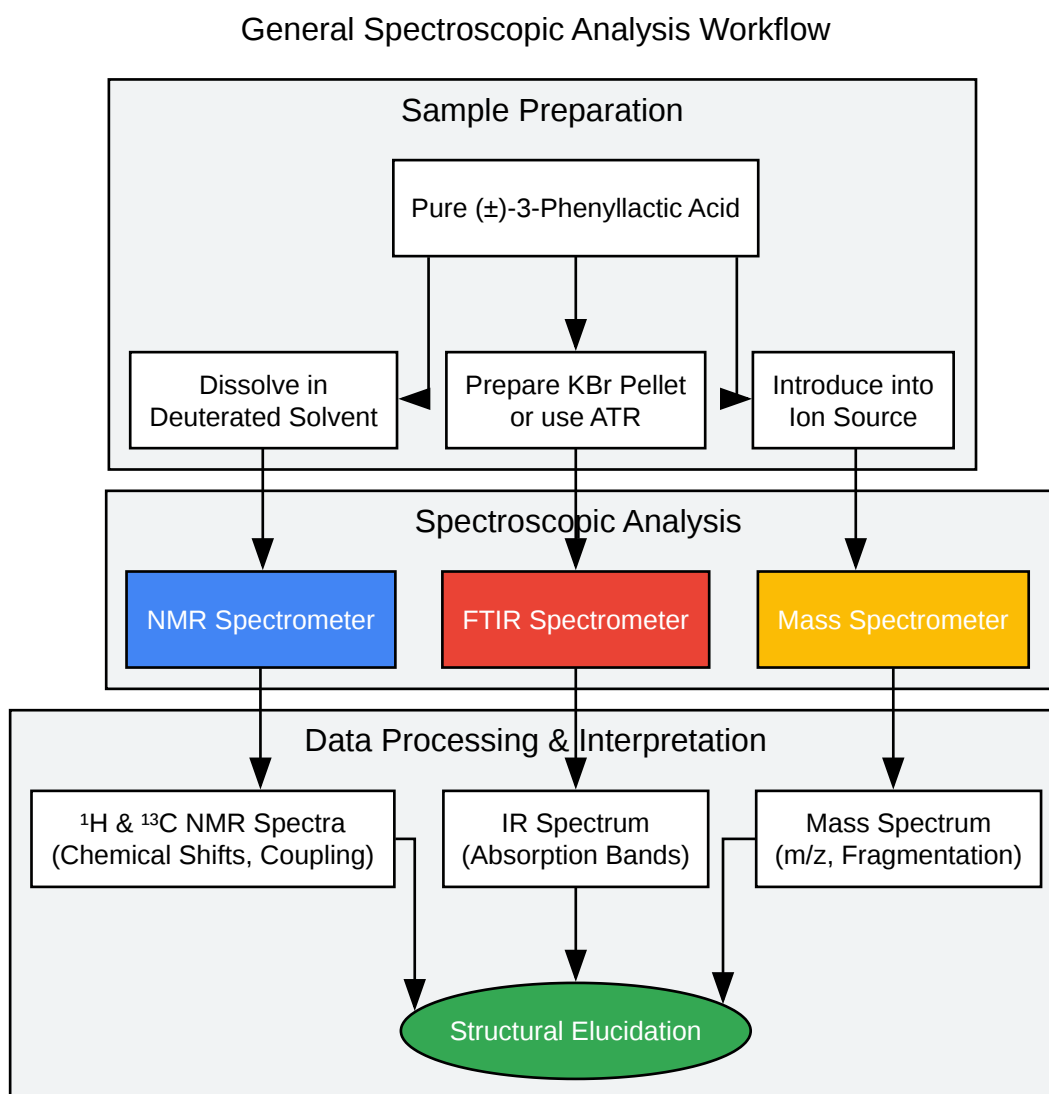 General Spectroscopic Analysis Workflow
Sample Preparation
Pure (±)-3-Phenyllactic Acid
Dissolve in
Deuterated Solvent
Prepare KBr Pellet
or use ATR
Introduce into
Ion Source
Spectroscopic Analysis
NMR Spectrometer
FTIR Spectrometer
Mass Spectrometer
Data Processing & Interpretation
¹H & ¹³C NMR Spectra
(Chemical Shifts, Coupling)
IR Spectrum
(Absorption Bands)
Mass Spectrum
(m/z, Fragmentation)
Structural Elucidation